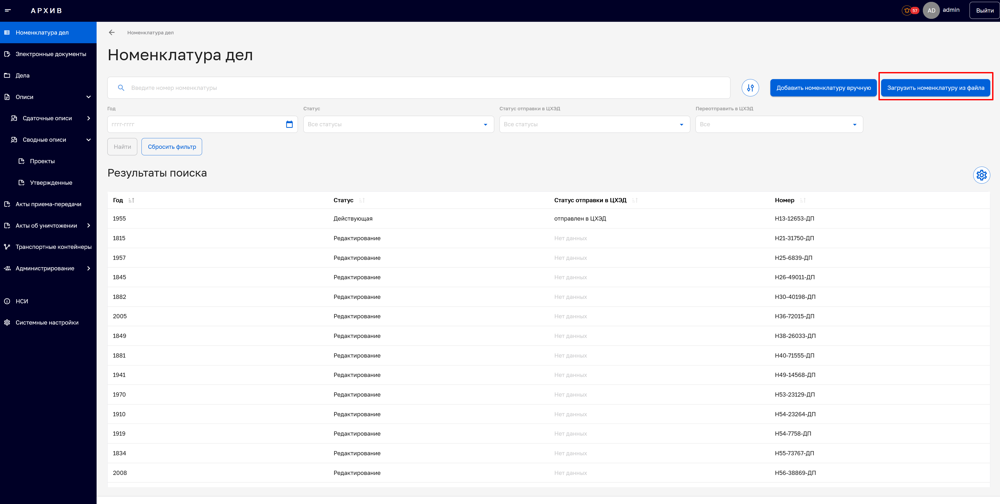 АРХИВ
57
AD
admin
Выйти
Номенклатура дел
Электронные документы
Дела
Описи
Сдаточные описи
Сводные описи
Проекты
Утвержденные
Акты приема-передачи
Акты об уничтожении
Транспортные контейнеры
Администрирование
НСИ
Системные настройки
Номенклатура дел
Номенклатура дел
Введите номер номенклатуры
Добавить номенклатуру вручную
Загрузить номенклатуру из файла
Год Статус Статус отправки в ЦХЭД Переотправить в ЦХЭД
гггг-гггг Все статусы Все статусы Все
Найти Сбросить фильтр
Результаты поиска
Год Статус Статус отправки в ЦХЭД Номер
1955 Действующая отправлен в ЦХЭД Н13-12653-ДП
1815 Редактирование Нет данных Н21-31750-ДП
1957 Редактирование Нет данных Н25-6839-ДП
1845 Редактирование Нет данных Н26-49011-ДП
1882 Редактирование Нет данных Н30-40198-ДП
2005 Редактирование Нет данных Н36-72015-ДП
1849 Редактирование Нет данных Н38-26033-ДП
1881 Редактирование Нет данных Н40-71555-ДП
1941 Редактирование Нет данных Н49-14568-ДП
1970 Редактирование Нет данных Н53-23129-ДП
1910 Редактирование Нет данных Н54-23264-ДП
1919 Редактирование Нет данных Н54-7758-ДП
1834 Редактирование Нет данных Н55-73767-ДП
2008 Редактирование Нет данных Н56-38869-ДП